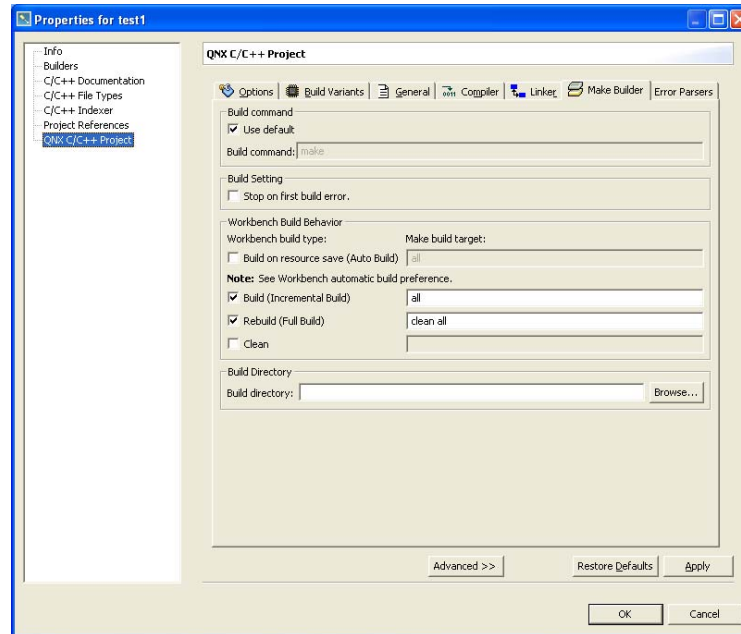 Properties for test1
Info
Builders
C/C++ Documentation
C/C++ File Types
C/C++ Indexer
Project References
QNX C/C++ Project
QNX C/C++ Project
Options Build Variants General Compiler Linker Make Builder Error Parsers
Build command
Use default
Build command: make
Build Setting
Stop on first build error.
Workbench Build Behavior
Workbench build type: Make build target:
Build on resource save (Auto Build) all
Note: See Workbench automatic build preference.
Build (Incremental Build) all
Rebuild (Full Build) clean all
Clean
Build Directory
Build directory: Browse...
Advanced >> Restore Defaults Apply
OK Cancel